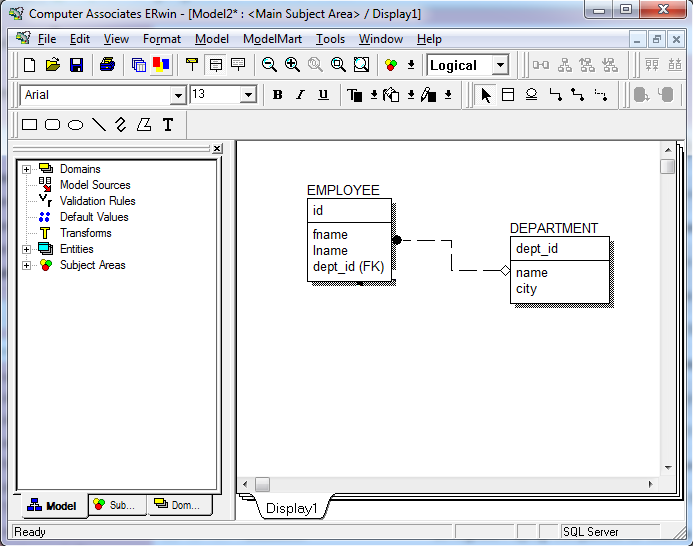 Computer Associates ERwin - [Model2* : <Main Subject Area> / Display1]
File Edit View Format Model ModelMart Tools Window Help
Logical
Arial 13 B I U
T
Domains
Model Sources
Validation Rules
Default Values
Transforms
Entities
Subject Areas
EMPLOYEE
id
fname
lname
dept_id (FK)
DEPARTMENT
dept_id
name
city
Model Sub... Dom...
Display1
Ready SQL Server